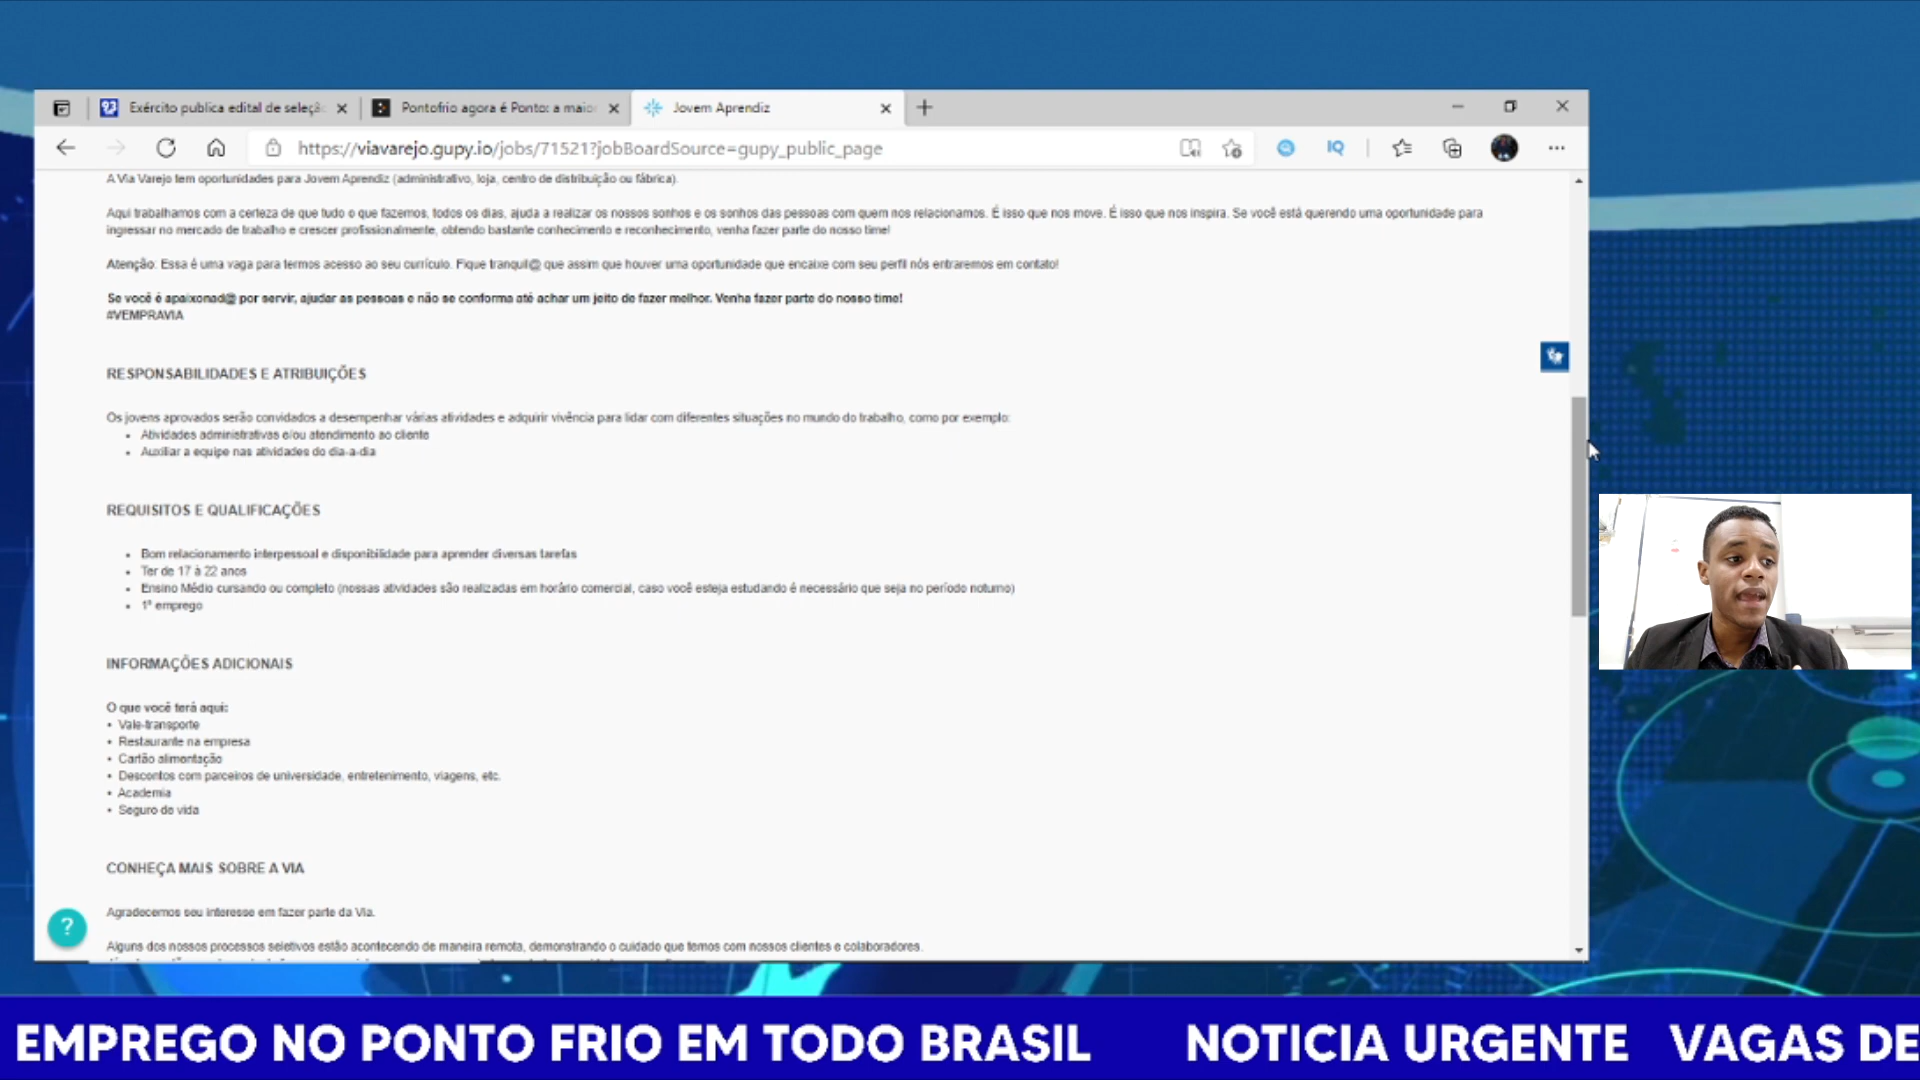 Exército publica edital de seleçã
Pontofrio agora é Ponto: a maio
Jovem Aprendiz
https://viavarejo.gupy.io/jobs/71521?jobBoardSource=gupy_public_page
A Via Varejo tem oportunidades para Jovem Aprendiz (administrativo, loja, centro de distribuição ou fábrica).
Aqui trabalhamos com a certeza de que tudo o que fazemos, todos os dias, ajuda a realizar os nossos sonhos e os sonhos das pessoas com quem nos relacionamos. É isso que nos move. É isso que nos inspira. Se você está querendo uma oportunidade para
ingressar no mercado de trabalho e crescer profissionalmente, obtendo bastante conhecimento e reconhecimento, venha fazer parte do nosso time!
Atenção: Essa é uma vaga para termos acesso ao seu currículo. Fique tranquil@ que assim que houver uma oportunidade que encaixe com seu perfil nós entraremos em contato!
Se você é apaixonad@ por servir, ajudar as pessoas e não se conforma até achar um jeito de fazer melhor. Venha fazer parte do nosso time!
#VEMPRAVIA
RESPONSABILIDADES E ATRIBUIÇÕES
Os jovens aprovados serão convidados a desempenhar várias atividades e adquirir vivência para lidar com diferentes situações no mundo do trabalho, como por exemplo:
• Atividades administrativas e/ou atendimento ao cliente
• Auxiliar a equipe nas atividades do dia-a-dia
REQUISITOS E QUALIFICAÇÕES
• Bom relacionamento interpessoal e disponibilidade para aprender diversas tarefas
• Ter de 17 à 22 anos
• Ensino Médio cursando ou completo (nossas atividades são realizadas em horário comercial, caso você esteja estudando é necessário que seja no período noturno)
• 1º emprego
INFORMAÇÕES ADICIONAIS
O que você terá aqui:
• Vale-transporte
• Restaurante na empresa
• Cartão alimentação
• Descontos com parceiros de universidade, entretenimento, viagens, etc.
• Academia
• Seguro de vida
CONHEÇA MAIS SOBRE A VIA
Agradecemos seu interesse em fazer parte da Via.
Alguns dos nossos processos seletivos estão acontecendo de maneira remota, demonstrando o cuidado que temos com nossos clientes e colaboradores.
?
EMPREGO NO PONTO FRIO EM TODO BRASIL NOTICIA URGENTE VAGAS DE